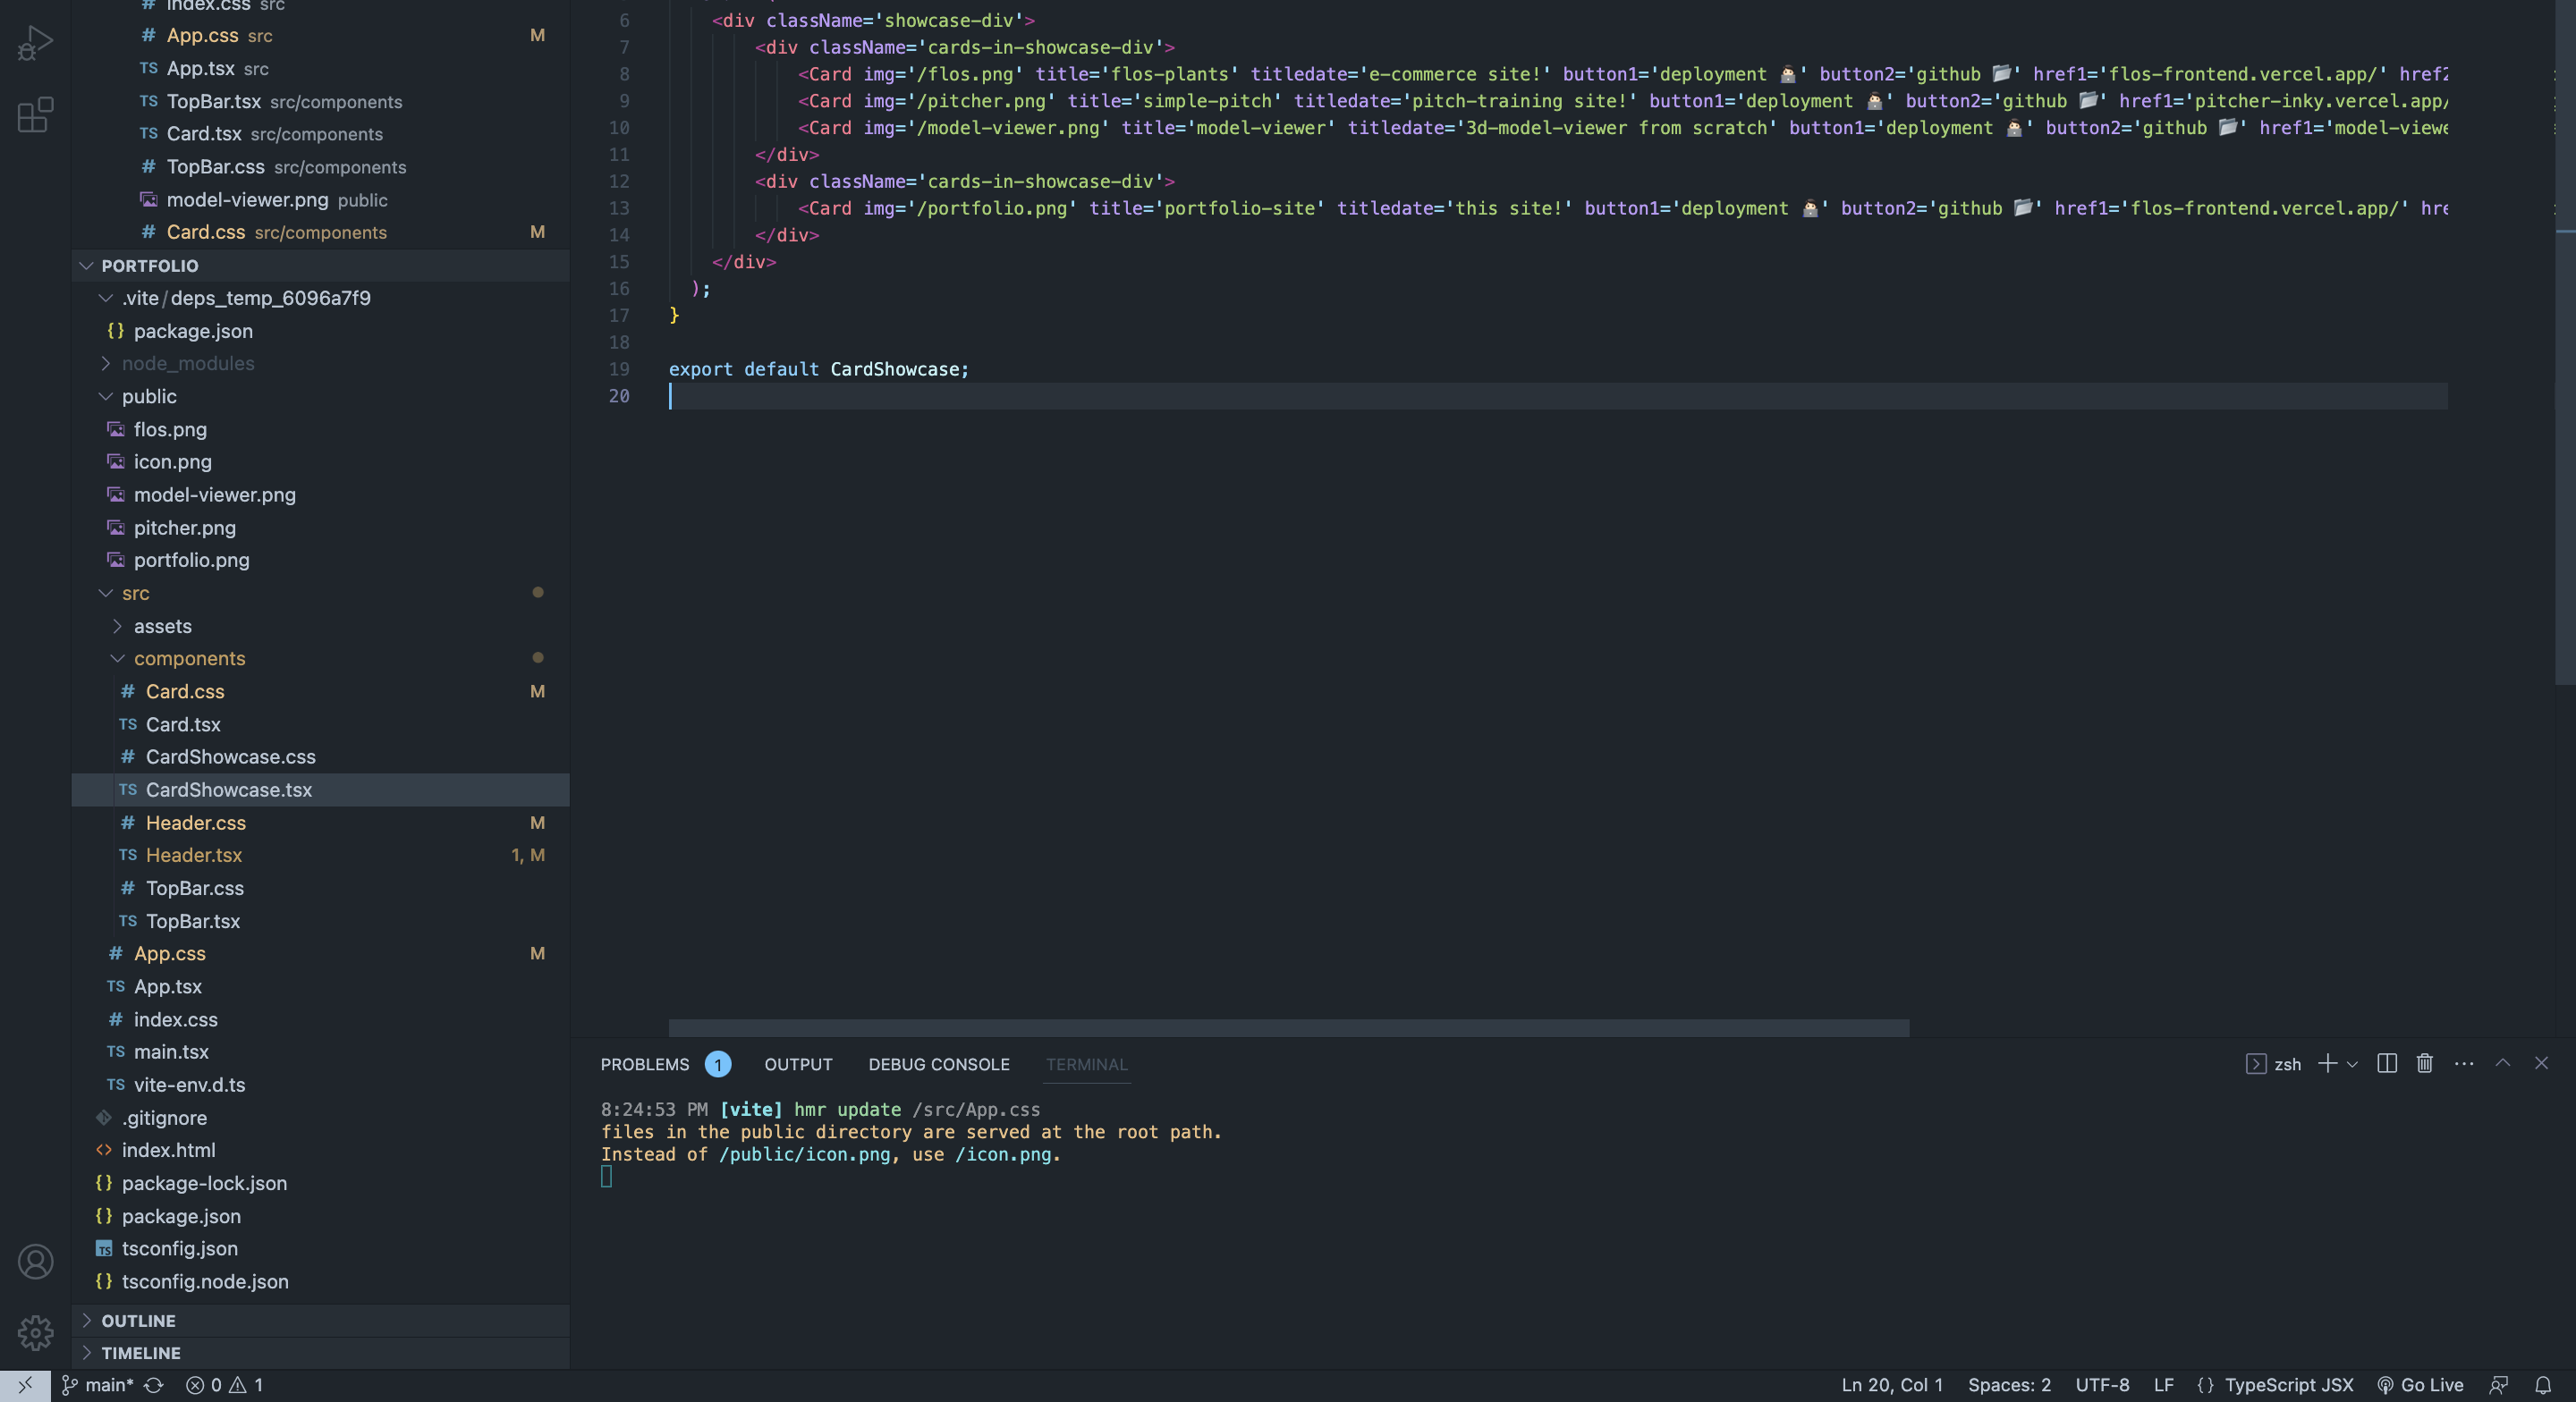 index.css src
App.css src M
App.tsx src
TopBar.tsx src/components
Card.tsx src/components
TopBar.css src/components
model-viewer.png public
Card.css src/components M
PORTFOLIO
.vite/deps_temp_6096a7f9
package.json
node_modules
public
flos.png
icon.png
model-viewer.png
pitcher.png
portfolio.png
src
assets
components
Card.css M
Card.tsx
CardShowcase.css
CardShowcase.tsx
Header.css M
Header.tsx 1, M
TopBar.css
TopBar.tsx
App.css M
App.tsx
index.css
main.tsx
vite-env.d.ts
.gitignore
index.html
package-lock.json
package.json
tsconfig.json
tsconfig.node.json
OUTLINE
TIMELINE
6 <div className='showcase-div'>
7 <div className='cards-in-showcase-div'>
8 <Card img='/flos.png' title='flos-plants' titledate='e-commerce site!' button1='deployment 👨🏻‍💻' button2='github 📂' href1='flos-frontend.vercel.app/' href2
9 <Card img='/pitcher.png' title='simple-pitch' titledate='pitch-training site!' button1='deployment 👨🏻‍💻' button2='github 📂' href1='pitcher-inky.vercel.app/
10 <Card img='/model-viewer.png' title='model-viewer' titledate='3d-model-viewer from scratch' button1='deployment 👨🏻‍💻' button2='github 📂' href1='model-viewe
11 </div>
12 <div className='cards-in-showcase-div'>
13 <Card img='/portfolio.png' title='portfolio-site' titledate='this site!' button1='deployment 👨🏻‍💻' button2='github 📂' href1='flos-frontend.vercel.app/' hre
14 </div>
15 </div>
16 );
17 }
18
19 export default CardShowcase;
20
PROBLEMS 1 OUTPUT DEBUG CONSOLE TERMINAL zsh
8:24:53 PM [vite] hmr update /src/App.css
files in the public directory are served at the root path.
Instead of /public/icon.png, use /icon.png.
main* 0 1 Ln 20, Col 1 Spaces: 2 UTF-8 LF {} TypeScript JSX Go Live